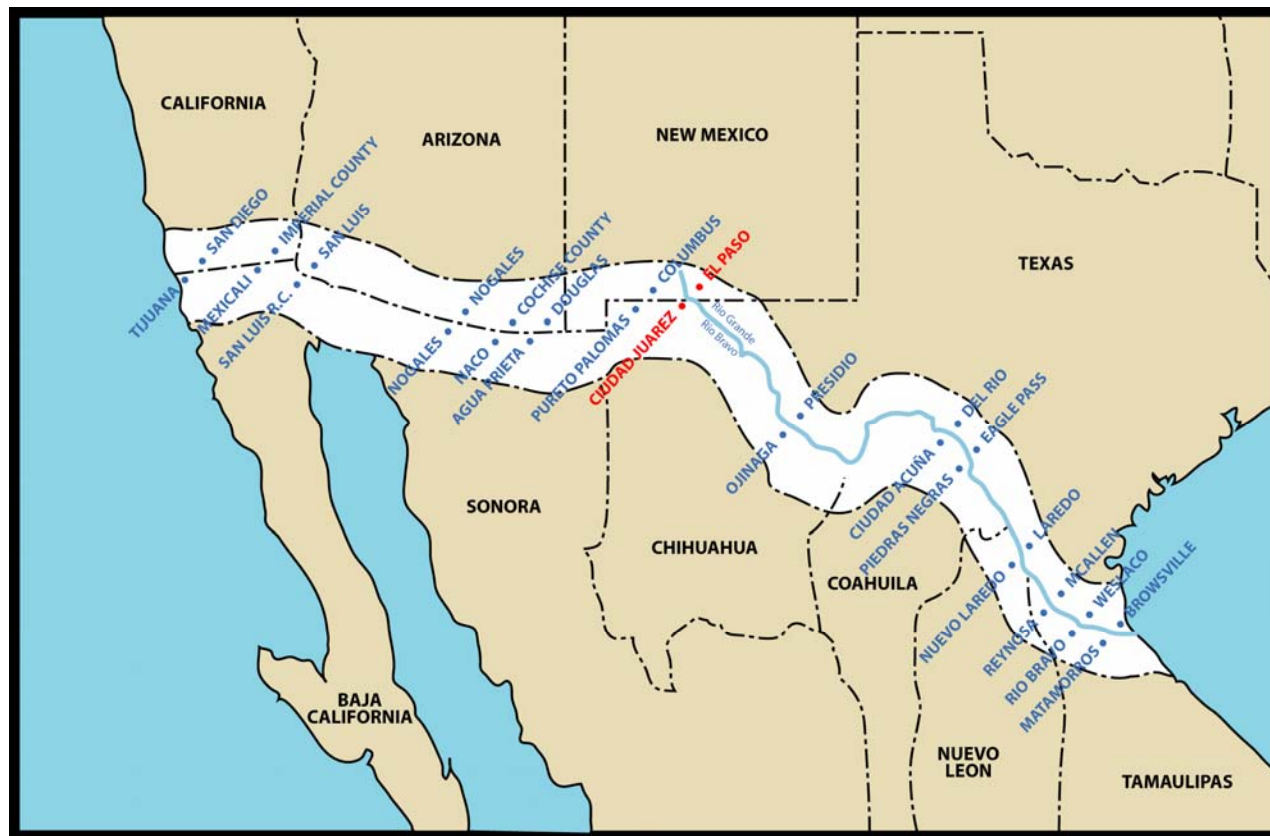 CALIFORNIA
ARIZONA
NEW MEXICO
TEXAS
SAN DIEGO
IMPERIAL COUNTY
SAN LUIS
NOGALES
COCHISE COUNTY
DOUGLAS
COLUMBUS
EL PASO
TIJUANA
MEXICALI
SAN LUIS R.C.
NOGALES
NACO
AGUA PRIETA
PURETO PALOMAS
CIUDAD JUAREZ
Rio Grande
Rio Bravo
PRESIDIO
OJINAGA
DEL RIO
EAGLE PASS
CIUDAD ACUÑA
PIEDRAS NEGRAS
LAREDO
NUEVO LAREDO
MCALLEN
WESLACO
BROWSVILLE
REYNOSA
RIO BRAVO
MATAMORROS
SONORA
CHIHUAHUA
COAHUILA
BAJA
CALIFORNIA
NUEVO
LEON
TAMAULIPAS